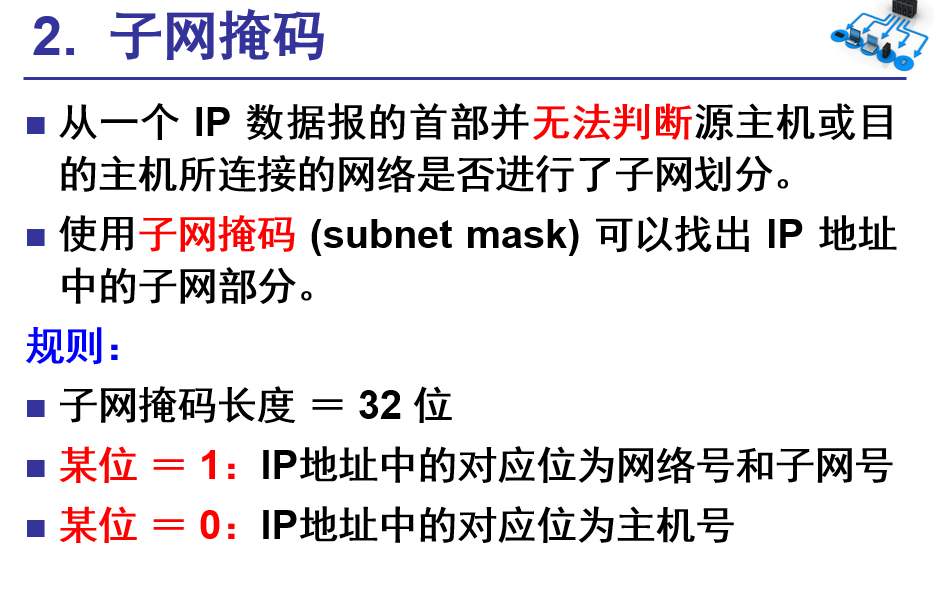 2. 子网掩码
从一个 IP 数据报的首部并无法判断源主机或目
的主机所连接的网络是否进行了子网划分。
使用子网掩码 (subnet mask) 可以找出 IP 地址
中的子网部分。
规则：
子网掩码长度 ＝ 32 位
某位 ＝ 1：IP地址中的对应位为网络号和子网号
某位 ＝ 0：IP地址中的对应位为主机号